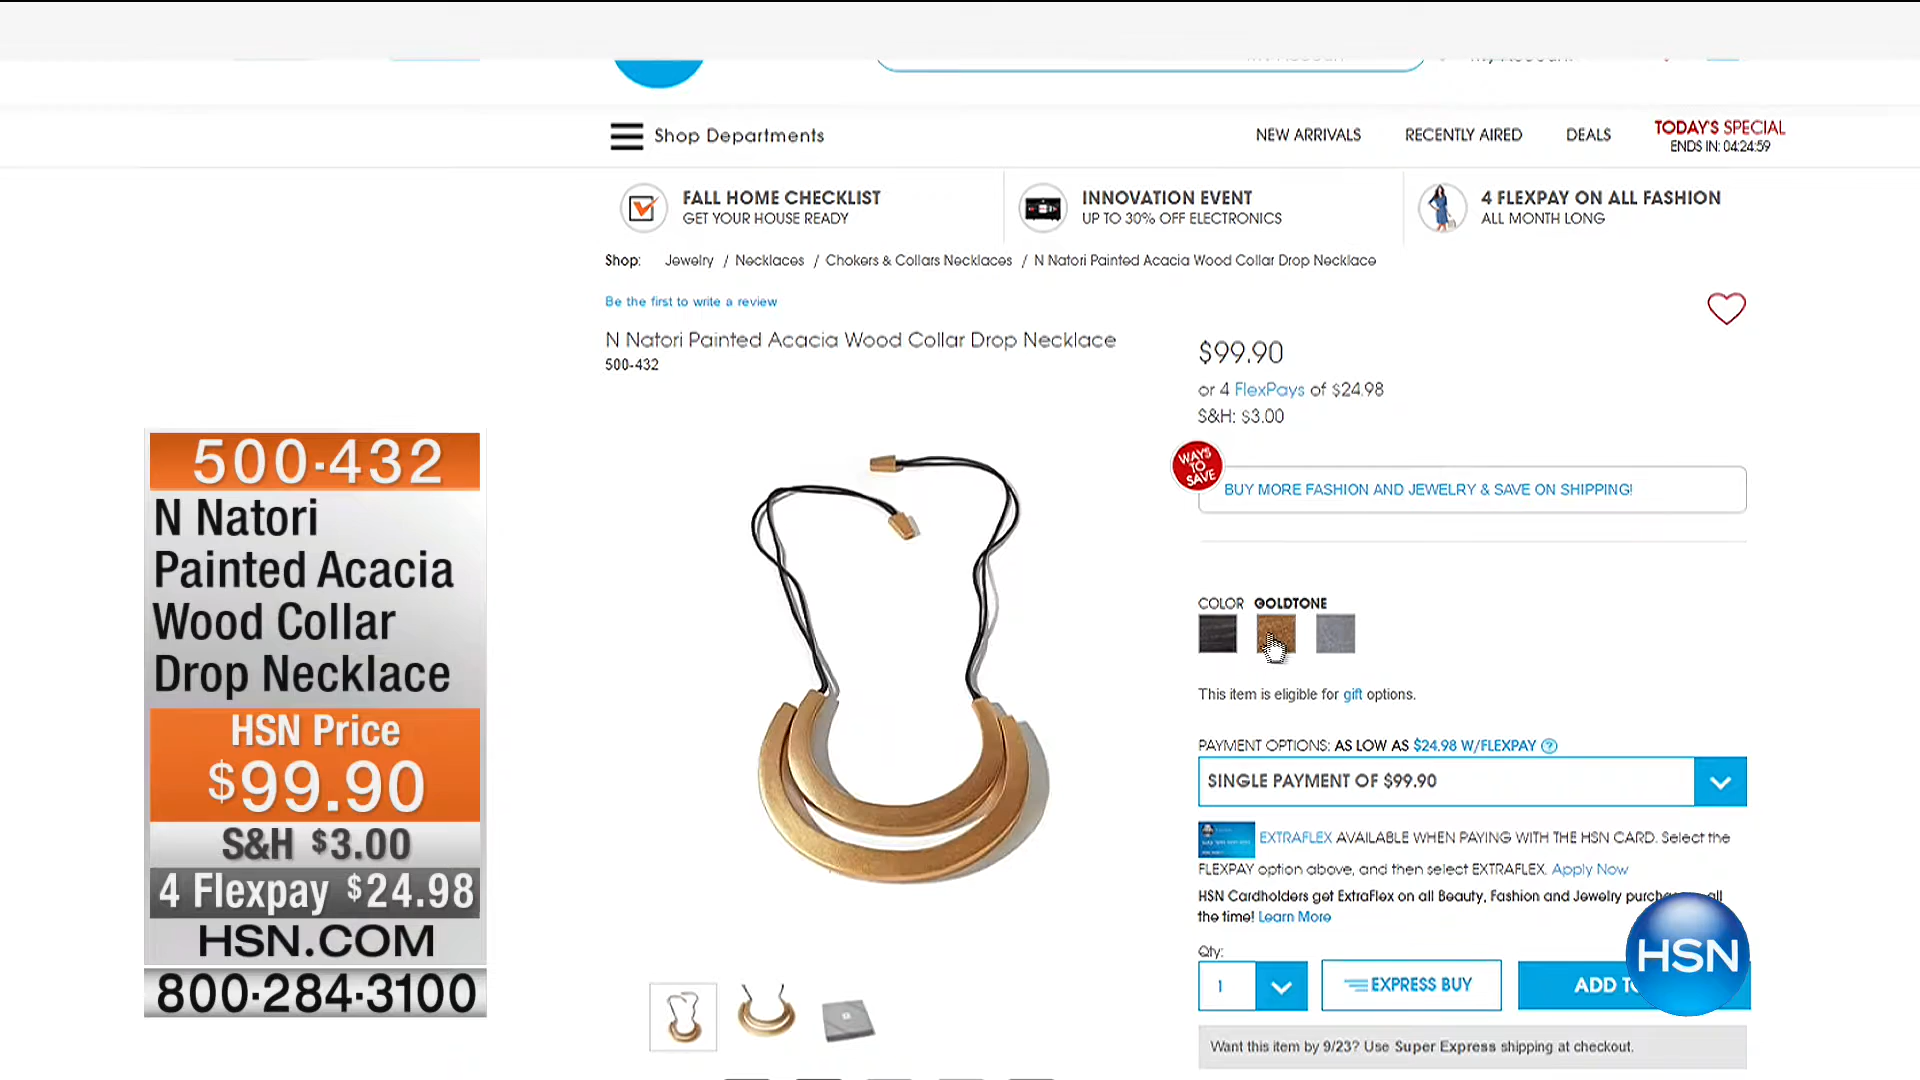 Shop Departments
NEW ARRIVALS
RECENTLY AIRED
DEALS
TODAY'S SPECIAL
ENDS IN: 04:24:59
FALL HOME CHECKLIST
GET YOUR HOUSE READY
INNOVATION EVENT
UP TO 30% OFF ELECTRONICS
4 FLEXPAY ON ALL FASHION
ALL MONTH LONG
Shop: Jewelry / Necklaces / Chokers & Collars Necklaces / N Natori Painted Acacia Wood Collar Drop Necklace
Be the first to write a review
N Natori Painted Acacia Wood Collar Drop Necklace
500-432
$99.90
or 4 FlexPays of $24.98
S&H: $3.00
WAYS
TO
SAVE
BUY MORE FASHION AND JEWELRY & SAVE ON SHIPPING!
COLOR GOLDTONE
This item is eligible for gift options.
PAYMENT OPTIONS: AS LOW AS $24.98 W/FLEXPAY ?
SINGLE PAYMENT OF $99.90
EXTRAFLEX AVAILABLE WHEN PAYING WITH THE HSN CARD. Select the
FLEXPAY option above, and then select EXTRAFLEX. Apply Now
HSN Cardholders get ExtraFlex on all Beauty, Fashion and Jewelry all
the time! Learn More
Qty:
1
EXPRESS BUY
ADD
HSN
Want this item by 9/23? Use Super Express shipping at checkout.
500·432
N Natori
Painted Acacia
Wood Collar
Drop Necklace
HSN Price
$99.90
S&H $3.00
4 Flexpay $24.98
HSN.COM
800·284·3100